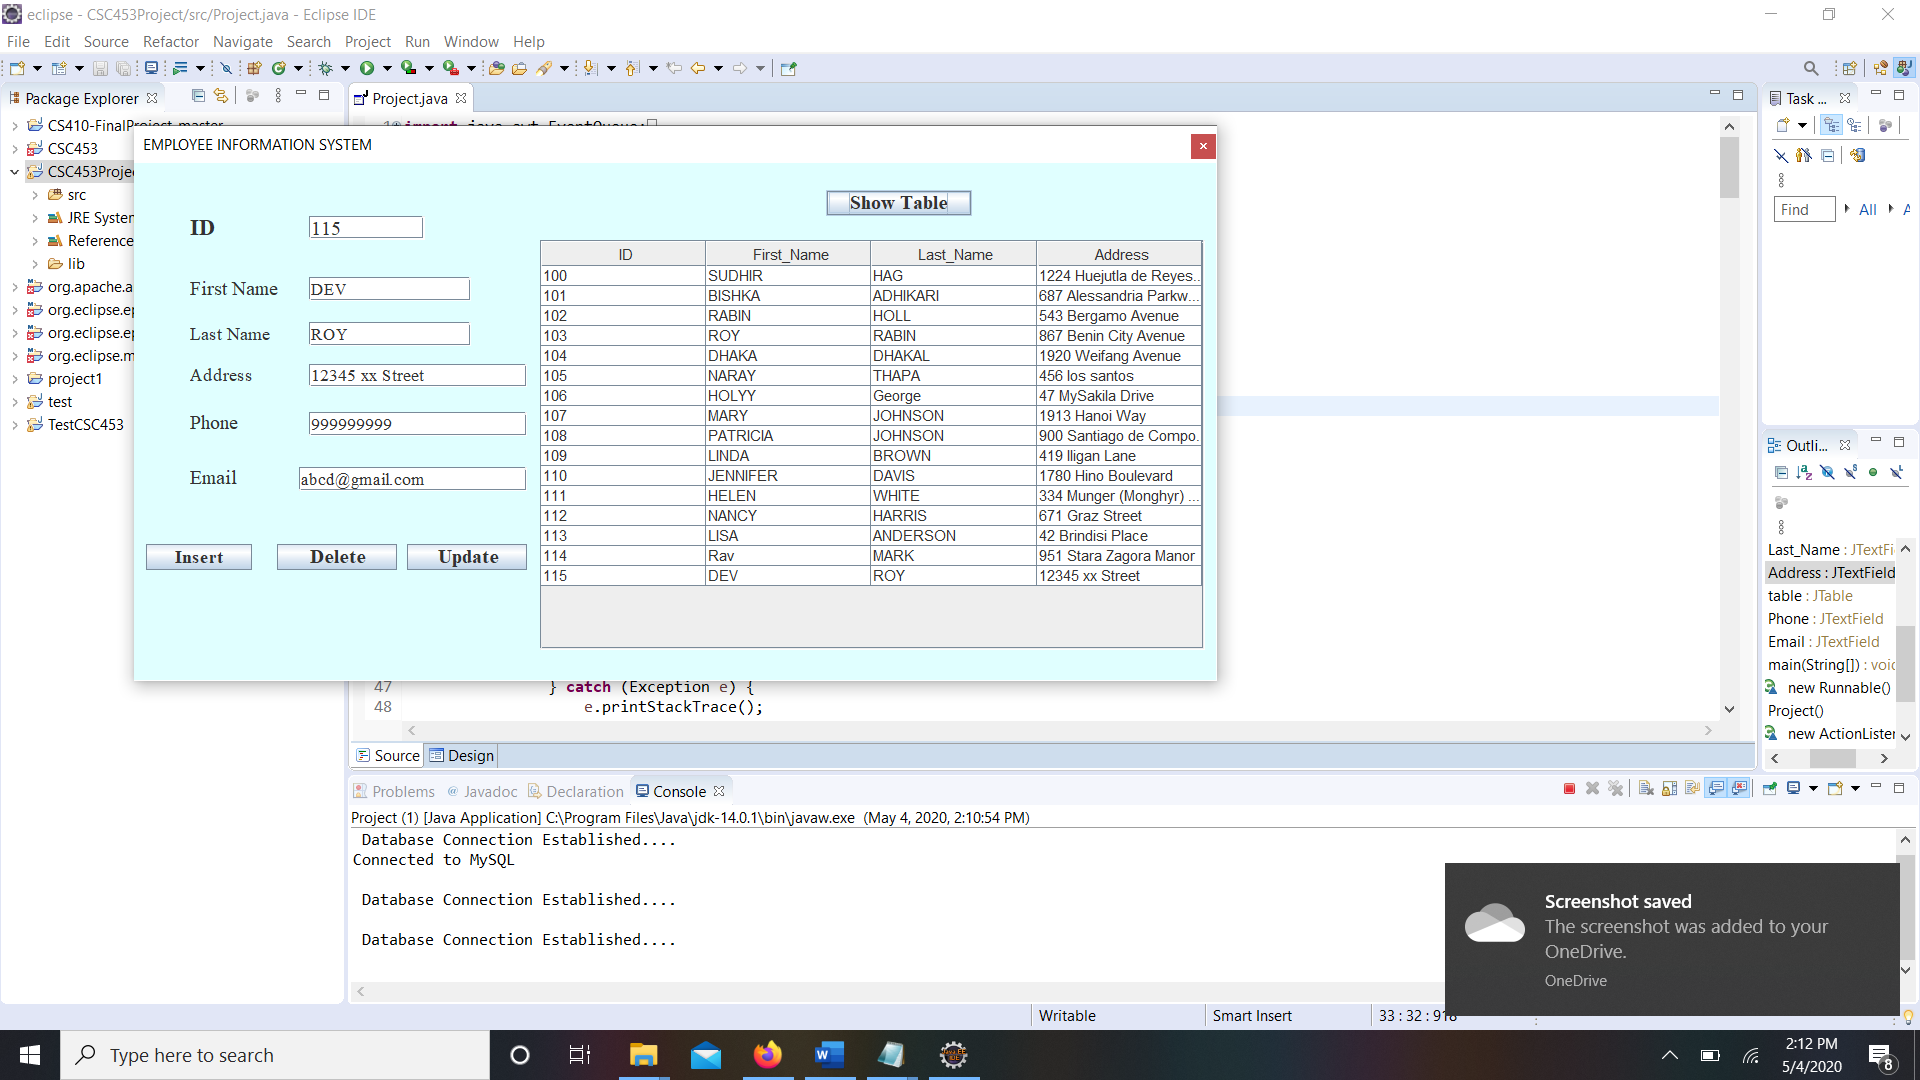 eclipse - CSC453Project/src/Project.java - Eclipse IDE
File Edit Source Refactor Navigate Search Project Run Window Help
Package Explorer
CS410-FinalProject-master
CSC453
CSC453Projec
src
JRE System
Reference
lib
org.apache.a
org.eclipse.ep
org.eclipse.ep
org.eclipse.m
project1
test
TestCSC453
Project.java
import java.awt.EventQueue;
EMPLOYEE INFORMATION SYSTEM
ID 115
First Name DEV
Last Name ROY
Address 12345 xx Street
Phone 999999999
Email abcd@gmail.com
Insert Delete Update
Show Table
ID First_Name Last_Name Address
100 SUDHIR HAG 1224 Huejutla de Reyes...
101 BISHKA ADHIKARI 687 Alessandria Parkw...
102 RABIN HOLL 543 Bergamo Avenue
103 ROY RABIN 867 Benin City Avenue
104 DHAKA DHAKAL 1920 Weifang Avenue
105 NARAY THAPA 456 los santos
106 HOLYY George 47 MySakila Drive
107 MARY JOHNSON 1913 Hanoi Way
108 PATRICIA JOHNSON 900 Santiago de Compo.
109 LINDA BROWN 419 Iligan Lane
110 JENNIFER DAVIS 1780 Hino Boulevard
111 HELEN WHITE 334 Munger (Monghyr) ...
112 NANCY HARRIS 671 Graz Street
113 LISA ANDERSON 42 Brindisi Place
114 Rav MARK 951 Stara Zagora Manor
115 DEV ROY 12345 xx Street
47 } catch (Exception e) {
48 e.printStackTrace();
Source Design
Task ...
Find All A
Outli...
Last_Name : JTextFi
Address : JTextField
table : JTable
Phone : JTextField
Email : JTextField
main(String[]) : void
new Runnable()
Project()
new ActionLister
Problems @ Javadoc Declaration Console
Project (1) [Java Application] C:\Program Files\Java\jdk-14.0.1\bin\javaw.exe (May 4, 2020, 2:10:54 PM)
Database Connection Established....
Connected to MySQL
Database Connection Established....
Database Connection Established....
Screenshot saved
The screenshot was added to your
OneDrive.
OneDrive
Writable Smart Insert 33 : 32 : 918
Type here to search
2:12 PM
5/4/2020
8